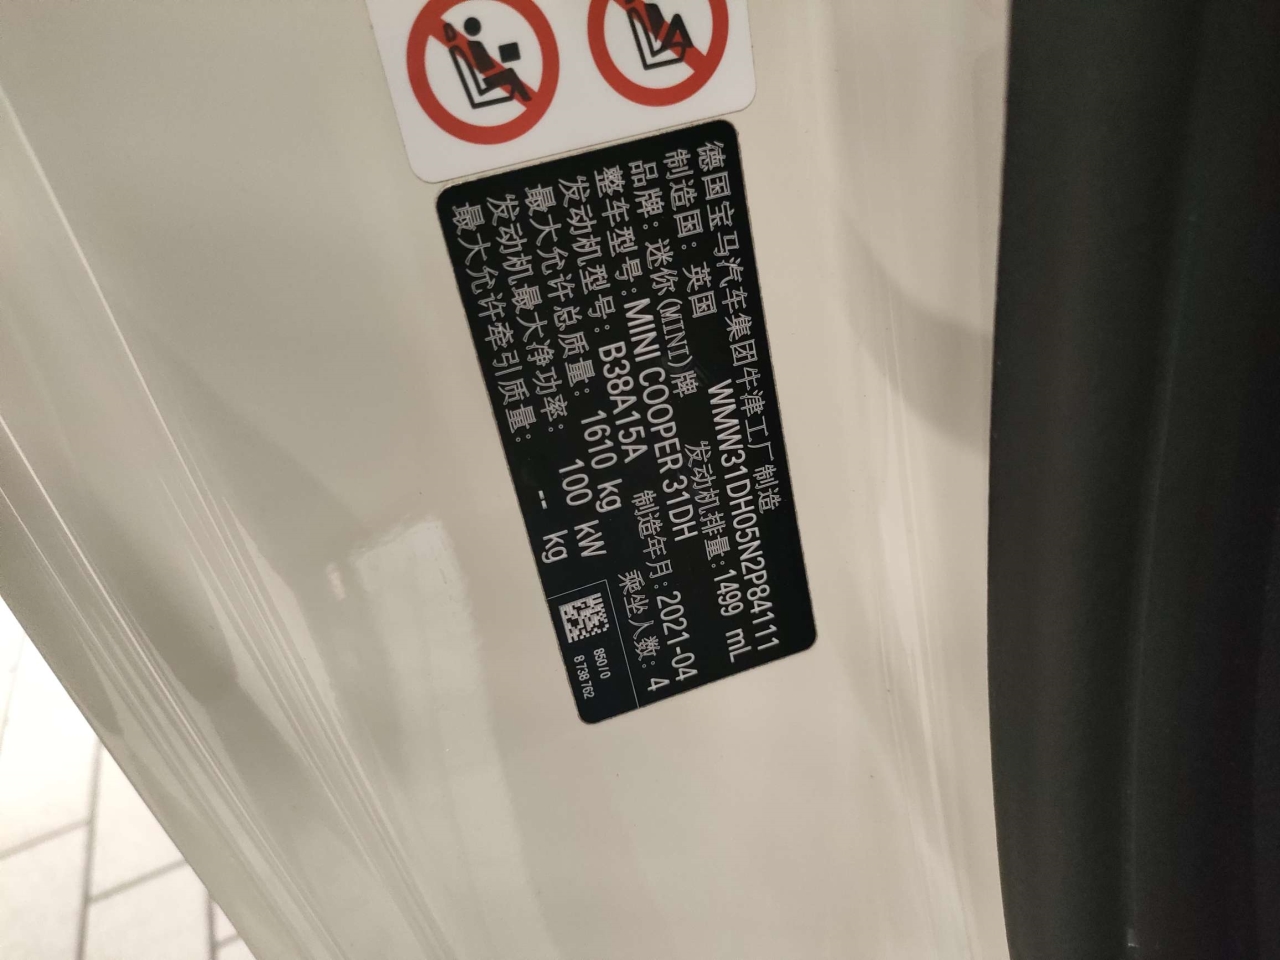 德国宝马汽车集团牛津工厂制造
制造国：英国 WMW31DH05N2P84111
品牌：迷你(MINI)牌 发动机排量:1499 mL
整车型号：MINI COOPER 31DH 制造年月：2021-04
发动机型号：B38A15A 乘坐人数：4
最大允许总质量：1610 kg
发动机最大净功率：100 kW
最大允许牵引质量：-- kg
850 / 0
8 738 762